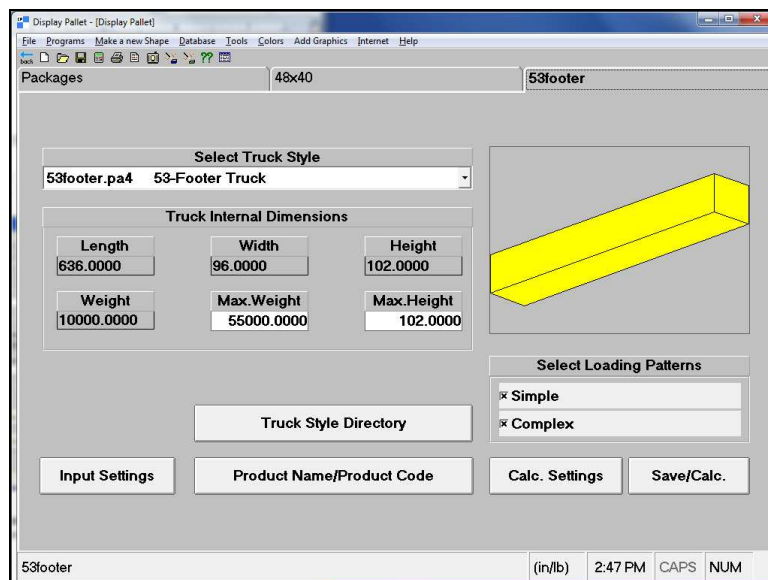 Display Pallet - [Display Pallet]
File Programs Make a new Shape Database Tools Colors Add Graphics Internet Help
back
Packages 48x40 53footer
Select Truck Style
53footer.pa4 53-Footer Truck
Truck Internal Dimensions
Length Width Height
636.0000 96.0000 102.0000
Weight Max.Weight Max.Height
10000.0000 55000.0000 102.0000
Select Loading Patterns
Simple
Complex
Truck Style Directory
Input Settings Product Name/Product Code Calc. Settings Save/Calc.
53footer (in/lb) 2:47 PM CAPS NUM